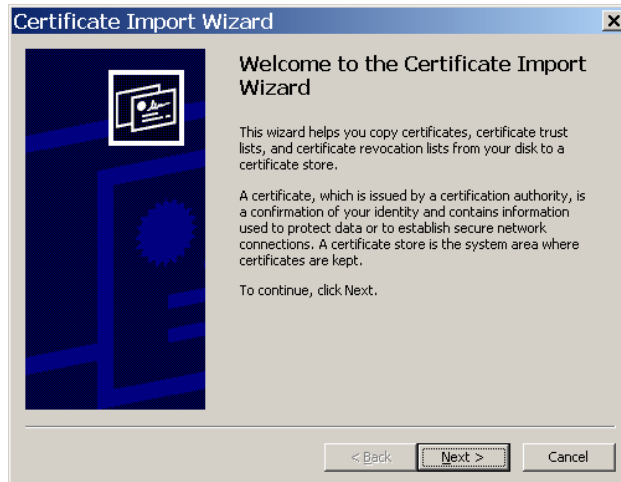 Certificate Import Wizard
Welcome to the Certificate Import
Wizard
This wizard helps you copy certificates, certificate trust
lists, and certificate revocation lists from your disk to a
certificate store.
A certificate, which is issued by a certification authority, is
a confirmation of your identity and contains information
used to protect data or to establish secure network
connections. A certificate store is the system area where
certificates are kept.
To continue, click Next.
< Back Next > Cancel